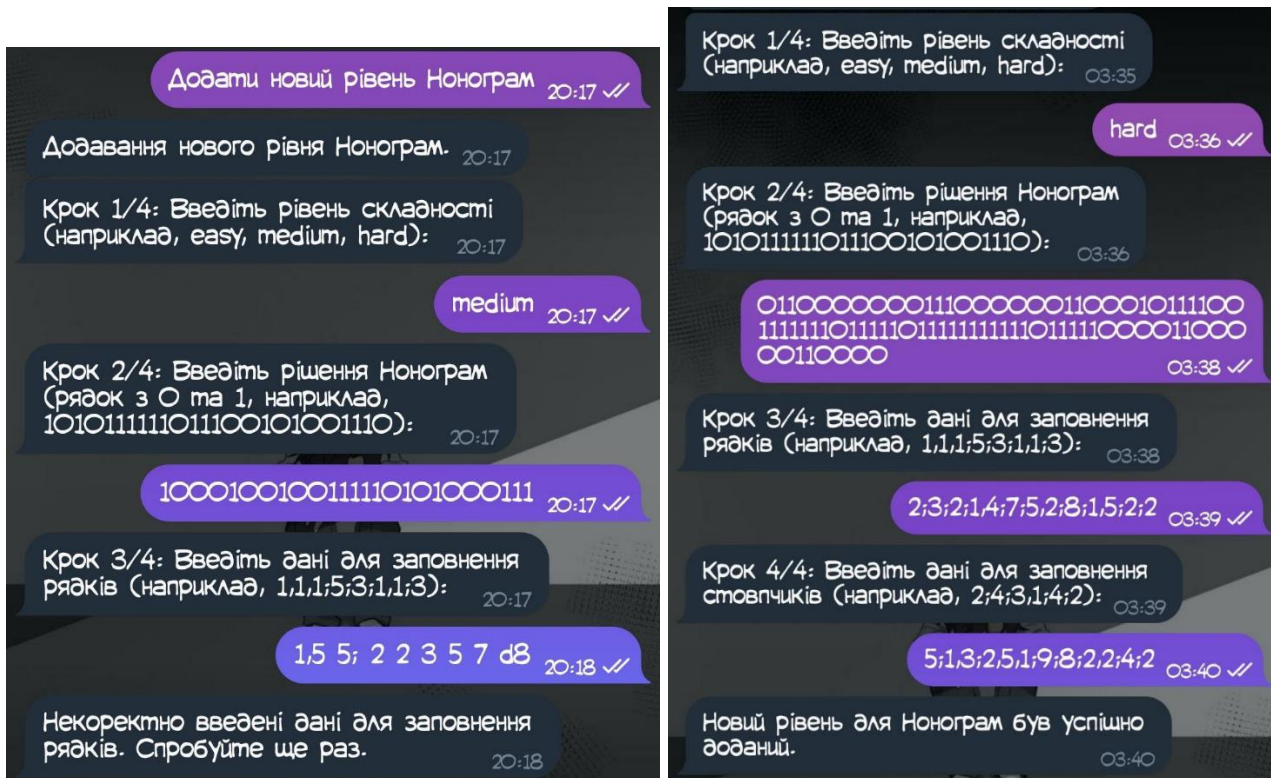 Додати новий рівень Нонограм 20:17
Додавання нового рівня Нонограм. 20:17
Крок 1/4: Введіть рівень складності
(наприклад, easy, medium, hard): 20:17
medium 20:17
Крок 2/4: Введіть рішення Нонограм
(рядок з 0 та 1, наприклад,
1010111111011100101001110): 20:17
1000100100111110101000111 20:17
Крок 3/4: Введіть дані для заповнення
рядків (наприклад, 1,1,1;5;3;1,1;3): 20:17
1,5 5; 2 2 3 5 7 d8 20:18
Некоректно введені дані для заповнення
рядків. Спробуйте ще раз. 20:18
Крок 1/4: Введіть рівень складності
(наприклад, easy, medium, hard): 03:35
hard 03:36
Крок 2/4: Введіть рішення Нонограм
(рядок з 0 та 1, наприклад,
1010111111011100101001110): 03:36
01100000001110000001100010111100
1111111011111011111111111011111000011000
00110000 03:38
Крок 3/4: Введіть дані для заповнення
рядків (наприклад, 1,1,1;5;3;1,1;3): 03:38
2;3;2;1,4;7;5,2;8;1,5;2;2 03:39
Крок 4/4: Введіть дані для заповнення
стовпчиків (наприклад, 2;4;3,1;4;2): 03:39
5;1,3;2,5,1;9;8;2,2;4;2 03:40
Новий рівень для Нонограм був успішно
доданий. 03:40